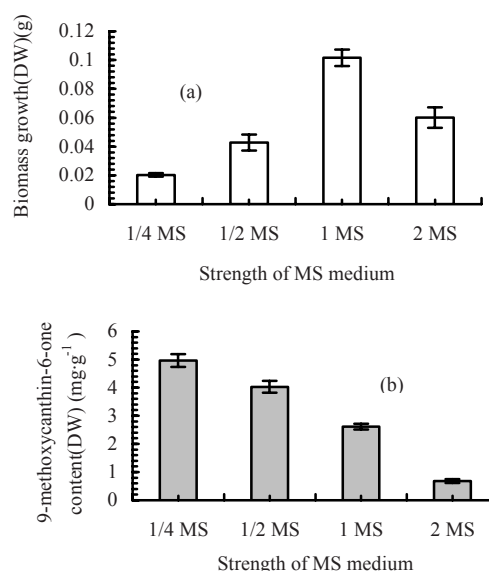 Biomass growth(DW)(g)
0.12
0.1
0.08
0.06
0.04
0.02
0
(a)
1/4 MS 1/2 MS 1 MS 2 MS
Strength of MS medium
9-methoxycanthin-6-one
content(DW) (mg·g⁻¹)
6
5
4
3
2
1
0
(b)
1/4 MS 1/2 MS 1 MS 2 MS
Strength of MS medium